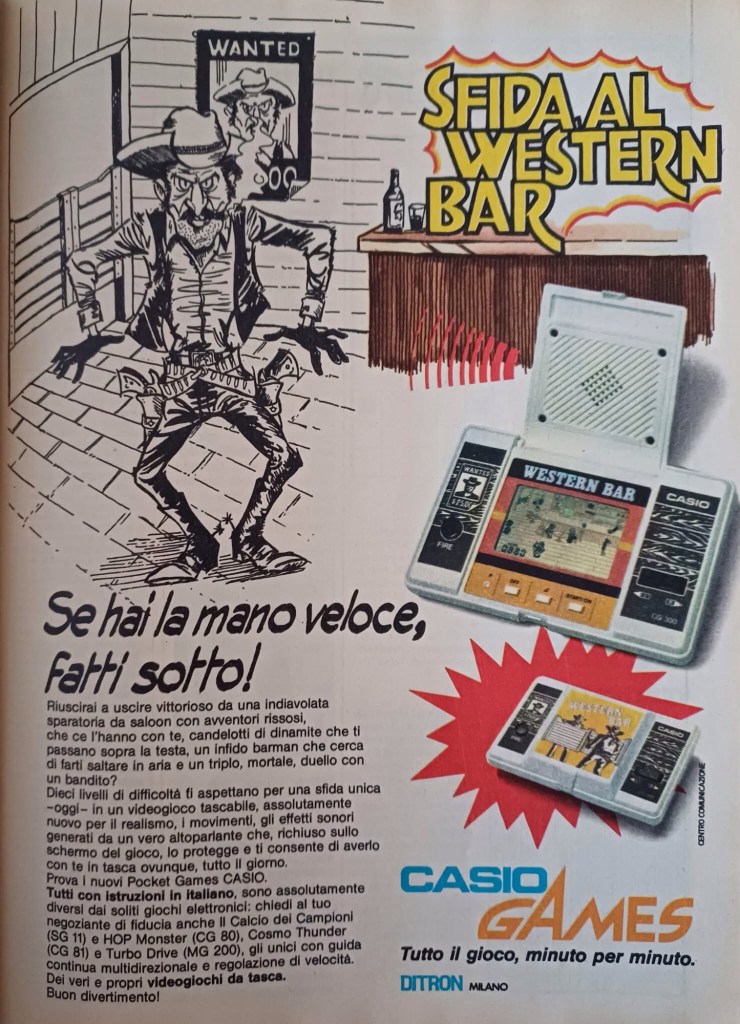 WANTED
OO
SFIDA AL
WESTERN
BAR
WANTED
WESTERN BAR
CASIO
FIRE
OFF
START/ON
CG 300
Se hai la mano veloce,
fatti sotto!
Riuscirai a uscire vittorioso da una indiavolata
sparatoria da saloon con avventori rissosi,
che ce l'hanno con te, candelotti di dinamite che ti
passano sopra la testa, un infido barman che cerca
di farti saltare in aria e un triplo, mortale, duello con
un bandito?
Dieci livelli di difficoltà ti aspettano per una sfida unica
-oggi- in un videogioco tascabile, assolutamente
nuovo per il realismo, i movimenti, gli effetti sonori
generati da un vero altoparlante che, richiuso sullo
schermo del gioco, lo protegge e ti consente di averlo
con te in tasca ovunque, tutto il giorno.
Prova i nuovi Pocket Games CASIO.
Tutti con istruzioni in italiano, sono assolutamente
diversi dai soliti giochi elettronici: chiedi al tuo
negoziante di fiducia anche Il Calcio dei Campioni
(SG 11) e HOP Monster (CG 80), Cosmo Thunder
(CG 81) e Turbo Drive (MG 200), gli unici con guida
continua multidirezionale e regolazione di velocità.
Dei veri e propri videogiochi da tasca.
Buon divertimento!
WESTERN
BAR
CASIO
CENTRO COMUNICAZIONE
CASIO
GAMES
Tutto il gioco, minuto per minuto.
DITRON MILANO